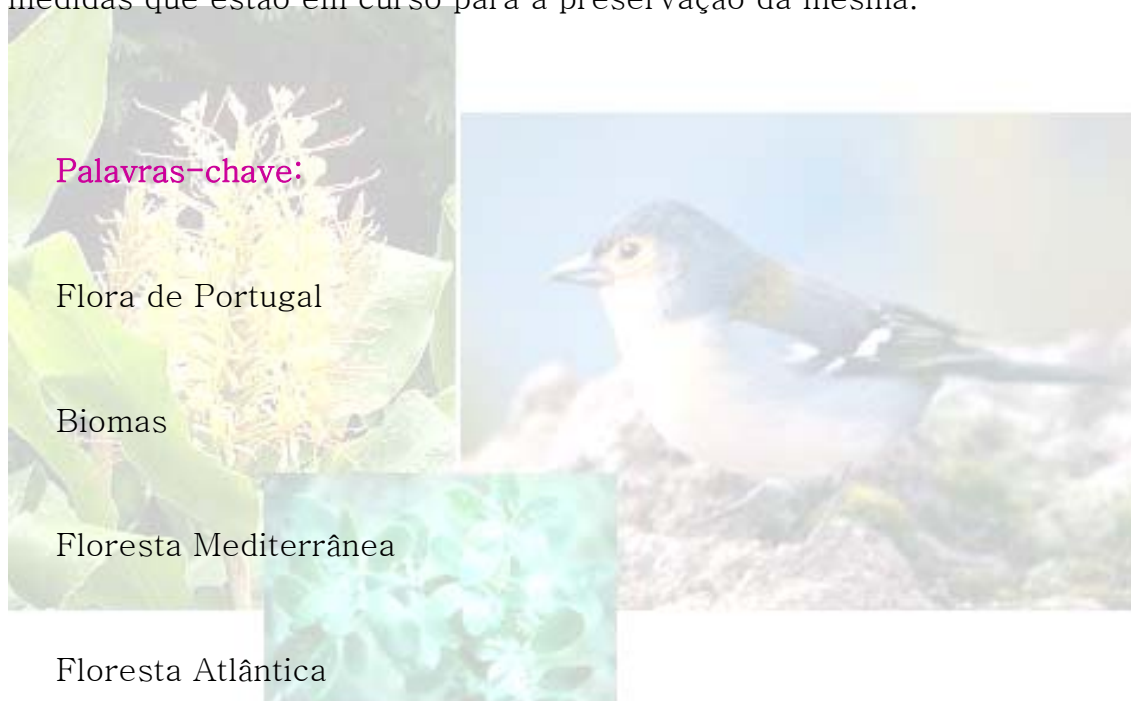 medidas que estão em curso para a preservação da mesma.
Palavras-chave:
Flora de Portugal
Biomas
Floresta Mediterrânea
Floresta Atlântica